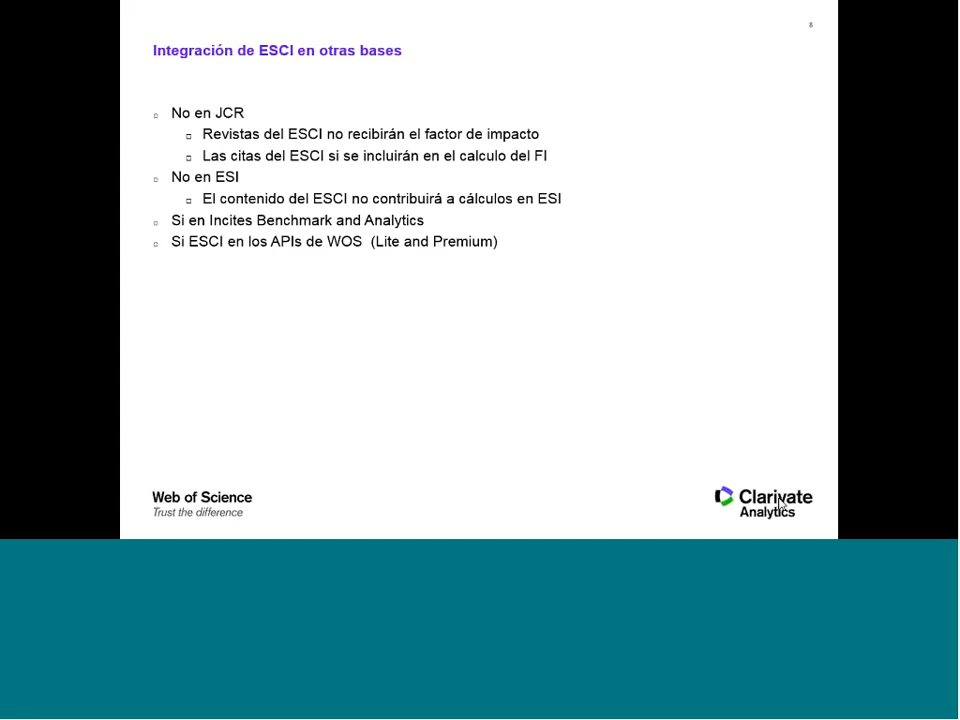 8
Integración de ESCI en otras bases
No en JCR
Revistas del ESCI no recibirán el factor de impacto
Las citas del ESCI si se incluirán en el calculo del FI
No en ESI
El contenido del ESCI no contribuirá a cálculos en ESI
Si en Incites Benchmark and Analytics
Si ESCI en los APIs de WOS (Lite and Premium)
Web of Science
Trust the difference
Clarivate
Analytics